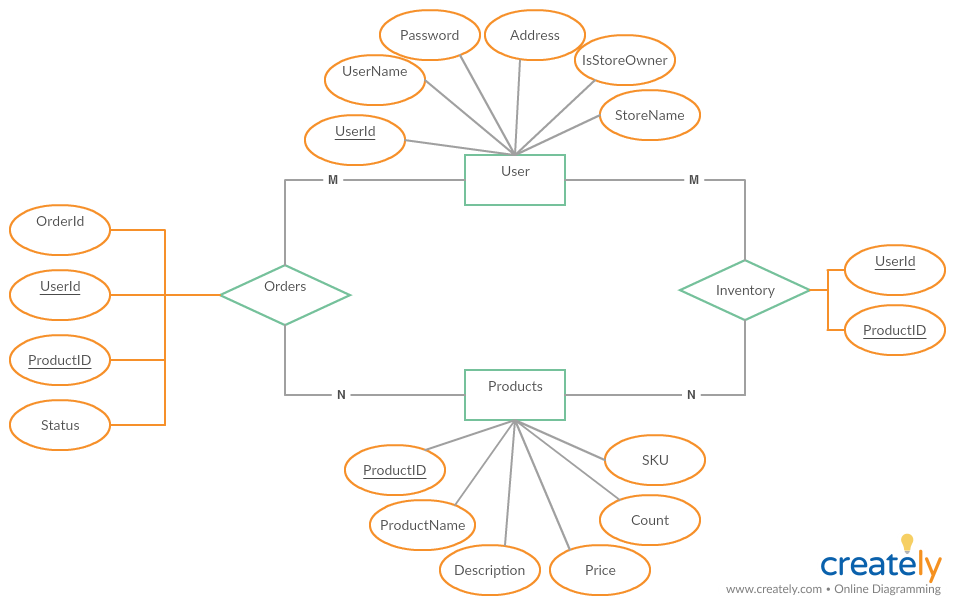 Password
Address
UserName
IsStoreOwner
UserId
StoreName
User
M
M
OrderId
UserId
ProductID
Status
Orders
Inventory
UserId
ProductID
N
N
Products
ProductID
ProductName
Description
Price
Count
SKU
creately
www.creately.com • Online Diagramming